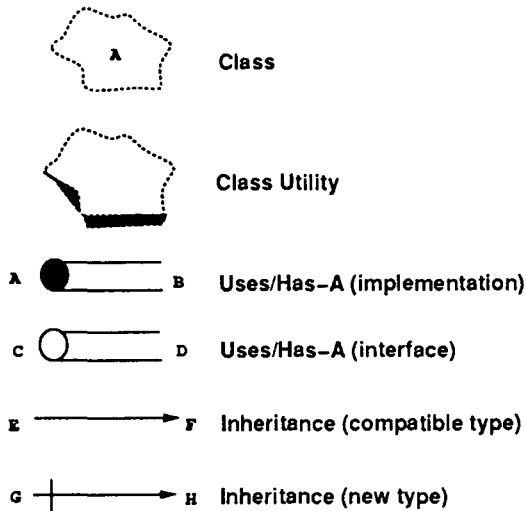 A Class
Class Utility
A B Uses/Has-A (implementation)
C D Uses/Has-A (interface)
E F Inheritance (compatible type)
G H Inheritance (new type)